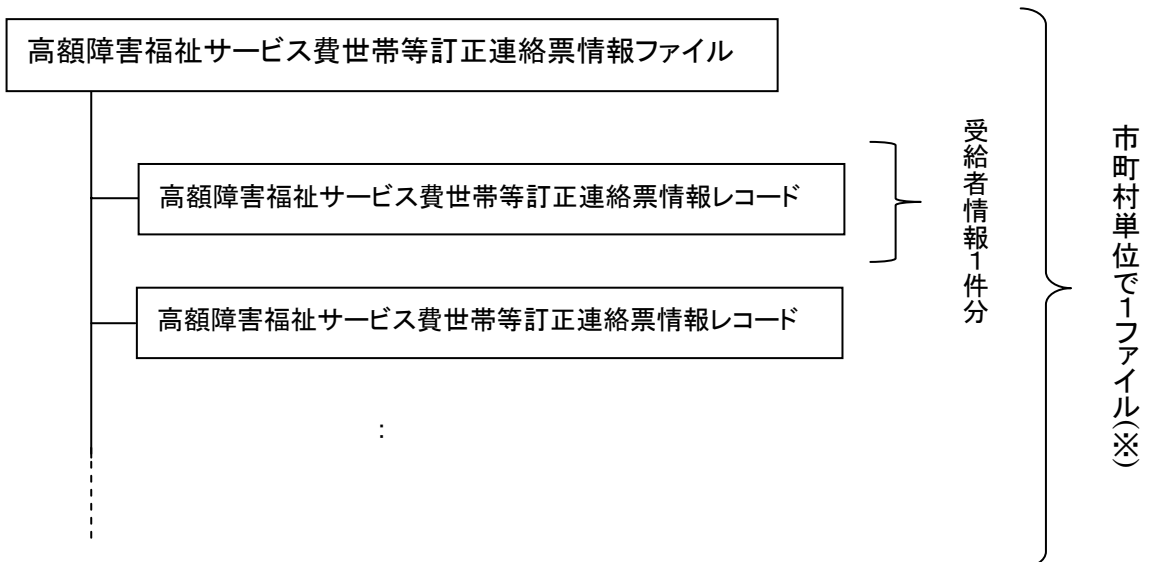 高額障害福祉サービス費世帯等訂正連絡票情報ファイル
高額障害福祉サービス費世帯等訂正連絡票情報レコード
高額障害福祉サービス費世帯等訂正連絡票情報レコード
:
受給者情報1件分
市町村単位で1ファイル(※)